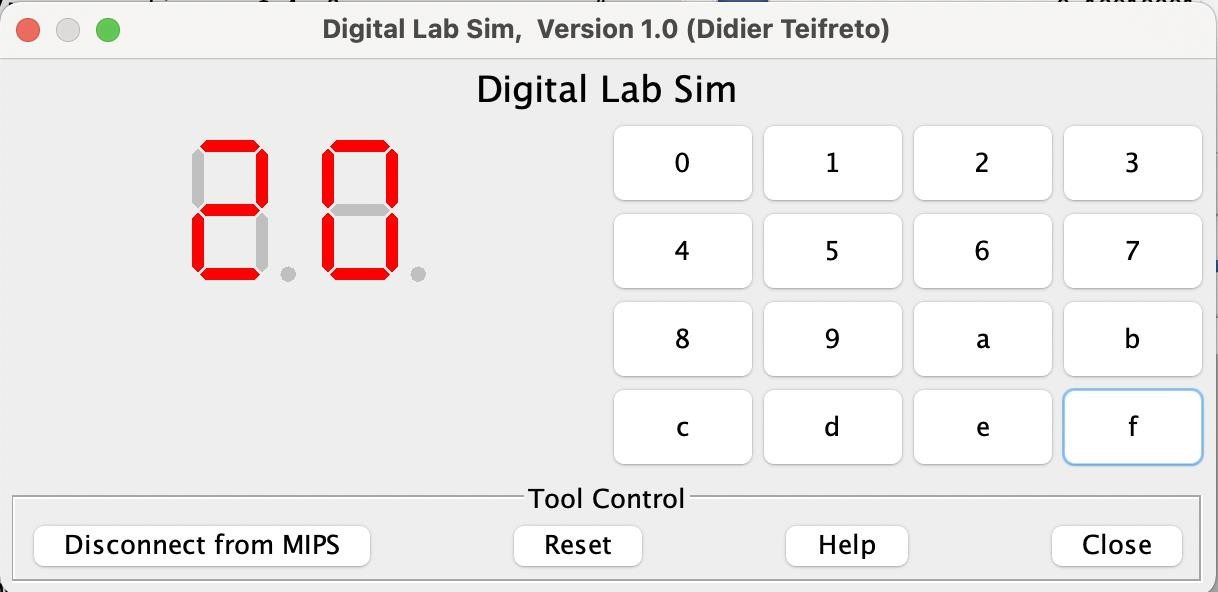 Digital Lab Sim, Version 1.0 (Didier Teifreto)
Digital Lab Sim
20
0 1 2 3
4 5 6 7
8 9 a b
c d e f
Tool Control
Disconnect from MIPS Reset Help Close